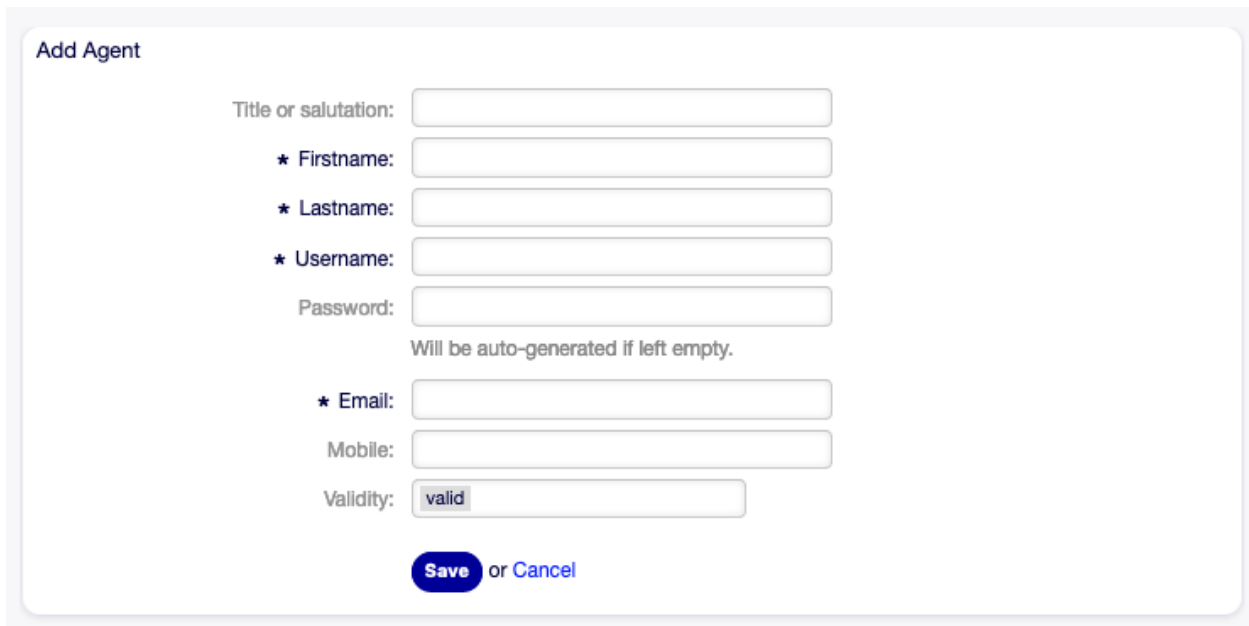 Add Agent
Title or salutation:
★ Firstname:
★ Lastname:
★ Username:
Password:
Will be auto-generated if left empty.
★ Email:
Mobile:
Validity: valid
Save or Cancel